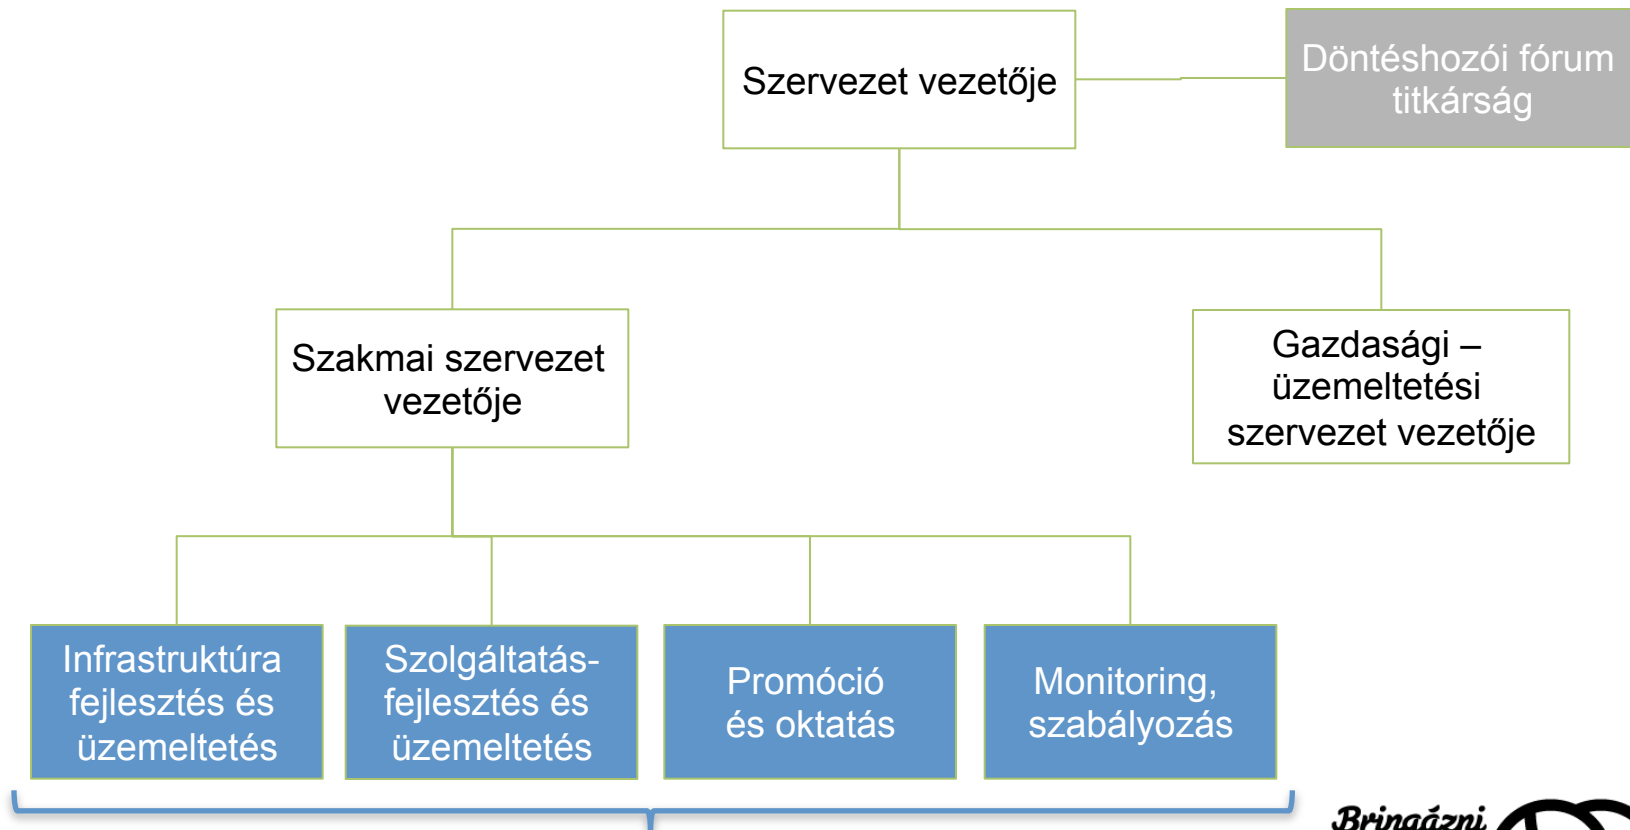 Szervezet vezetője
Döntéshozói fórum
titkárság
Szakmai szervezet
vezetője
Gazdasági –
üzemeltetési
szervezet vezetője
Infrastruktúra
fejlesztés és
üzemeltetés
Szolgáltatás-
fejlesztés és
üzemeltetés
Promóció
és oktatás
Monitoring,
szabályozás
Bringázni